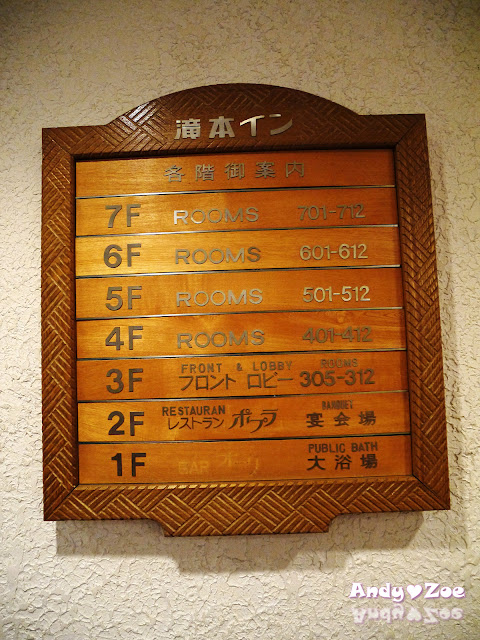 滝本イン
各階御案内
7F ROOMS 701-712
6F ROOMS 601-612
5F ROOMS 501-512
4F ROOMS 401-412
FRONT & LOBBY ROOMS
3F フロント ロビー 305-312
RESTAURAN BANQUET
2F レストラン ポプラ 宴会場
PUBLIC BATH
1F BAR 大浴場
Andy♥Zoe